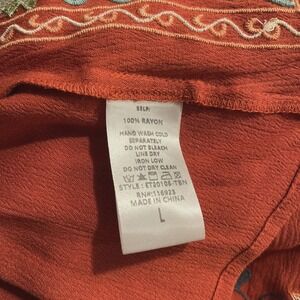 SELF:
100% RAYON
HAND WASH COLD
SEPARATELY
DO NOT BLEACH
LINE DRY
IRON LOW
DO NOT DRY CLEAN
STYLE: ET20106-TBN
RN#:116923
MADE IN CHINA
L